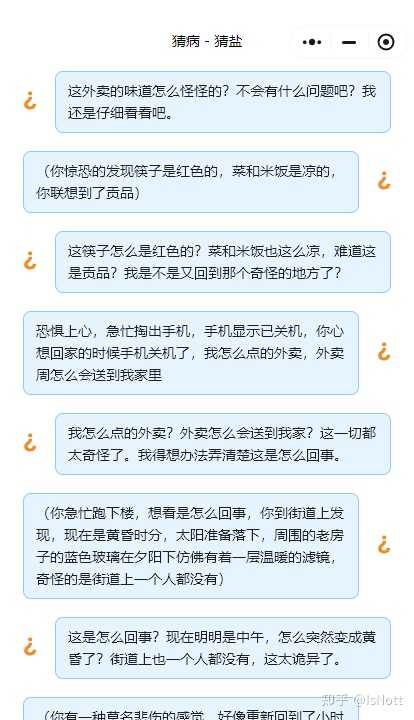 猜病 - 猜盐
这外卖的味道怎么怪怪的？不会有什么问题吧？我
还是仔细看看吧。
（你惊恐的发现筷子是红色的，菜和米饭是凉的，
你联想到了贡品）
这筷子怎么是红色的？菜和米饭也这么凉，难道这
是贡品？我是不是又回到那个奇怪的地方了？
恐惧上心，急忙掏出手机，手机显示已关机，你心
想回家的时候手机关机了，我怎么点的外卖，外卖
周怎么会送到我家里
我怎么点的外卖？外卖怎么会送到我家？这一切都
太奇怪了。我得想办法弄清楚这是怎么回事。
（你急忙跑下楼，想看是怎么回事，你到街道上发
现，现在是黄昏时分，太阳准备落下，周围的老房
子的蓝色玻璃在夕阳下仿佛有着一层温暖的滤镜，
奇怪的是街道上一个人都没有）
这是怎么回事？现在明明是中午，怎么突然变成黄
昏了？街道上也一个人都没有，这太诡异了。
（你有一种莫名悲伤的感觉，好像重新回到了小时
知乎 @isNott